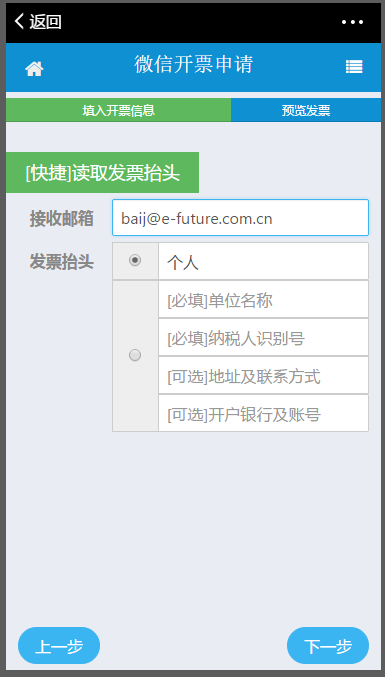 返回
微信开票申请
填入开票信息
预览发票
[快捷]读取发票抬头
接收邮箱
baij@e-future.com.cn
发票抬头
个人
[必填]单位名称
[必填]纳税人识别号
[可选]地址及联系方式
[可选]开户银行及账号
上一步
下一步